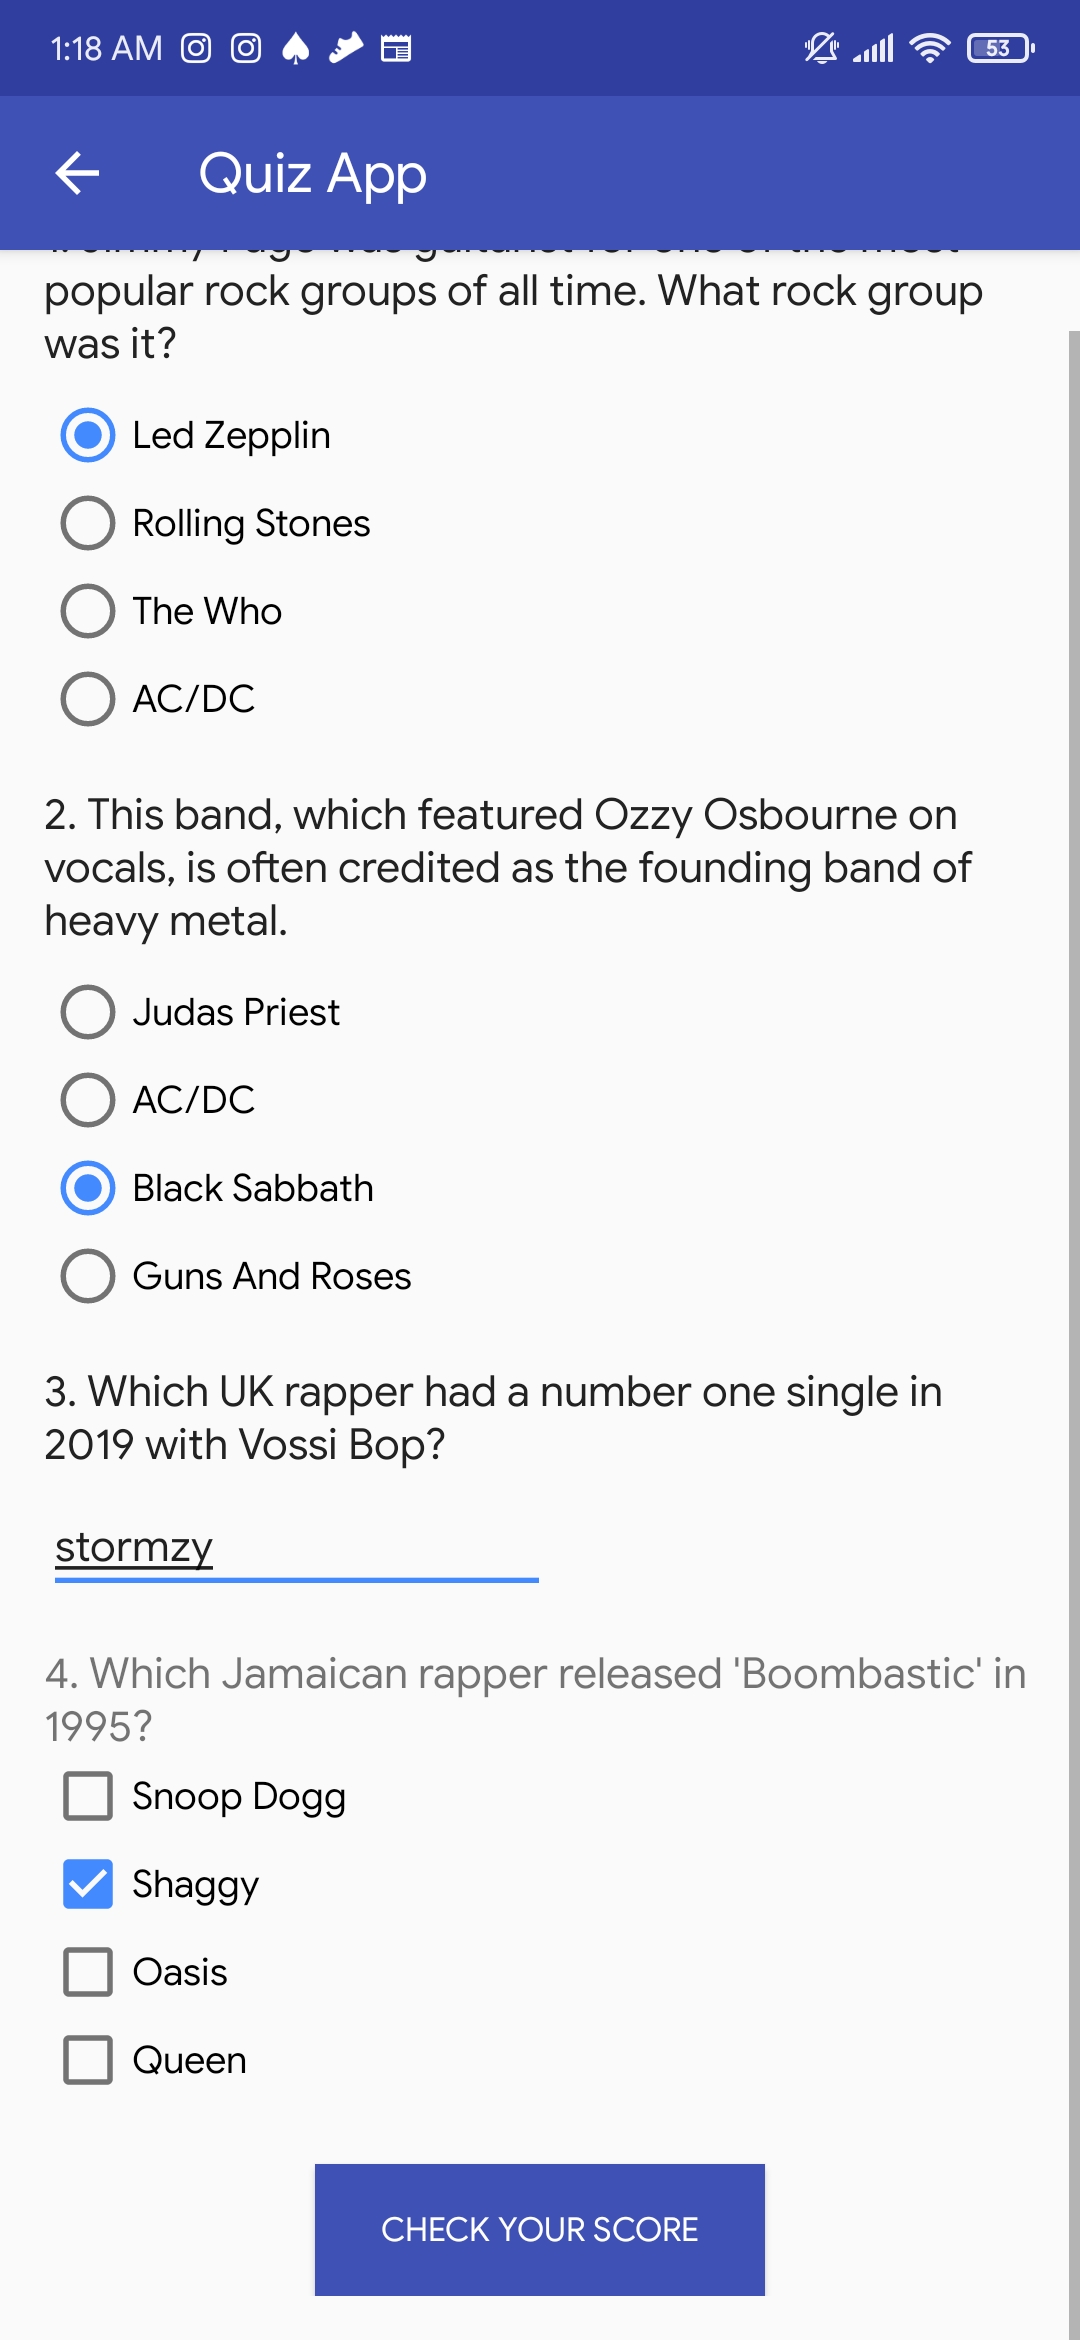 1:18 AM
53
Quiz App
popular rock groups of all time. What rock group
was it?
Led Zepplin
Rolling Stones
The Who
AC/DC
2. This band, which featured Ozzy Osbourne on
vocals, is often credited as the founding band of
heavy metal.
Judas Priest
AC/DC
Black Sabbath
Guns And Roses
3. Which UK rapper had a number one single in
2019 with Vossi Bop?
stormzy
4. Which Jamaican rapper released 'Boombastic' in
1995?
Snoop Dogg
Shaggy
Oasis
Queen
CHECK YOUR SCORE